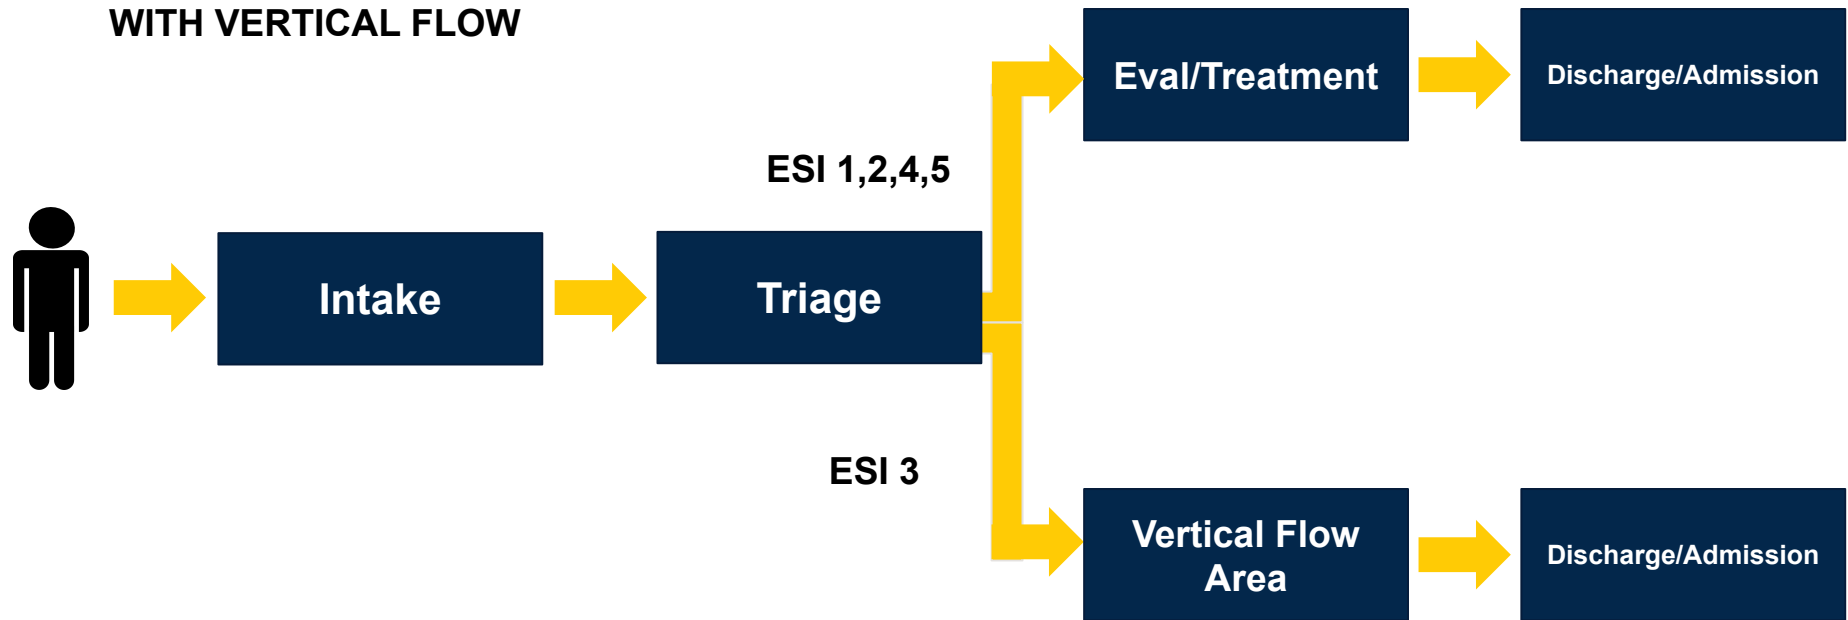 WITH VERTICAL FLOW
Eval/Treatment
Discharge/Admission
ESI 1,2,4,5
Intake
Triage
ESI 3
Vertical Flow
Area
Discharge/Admission